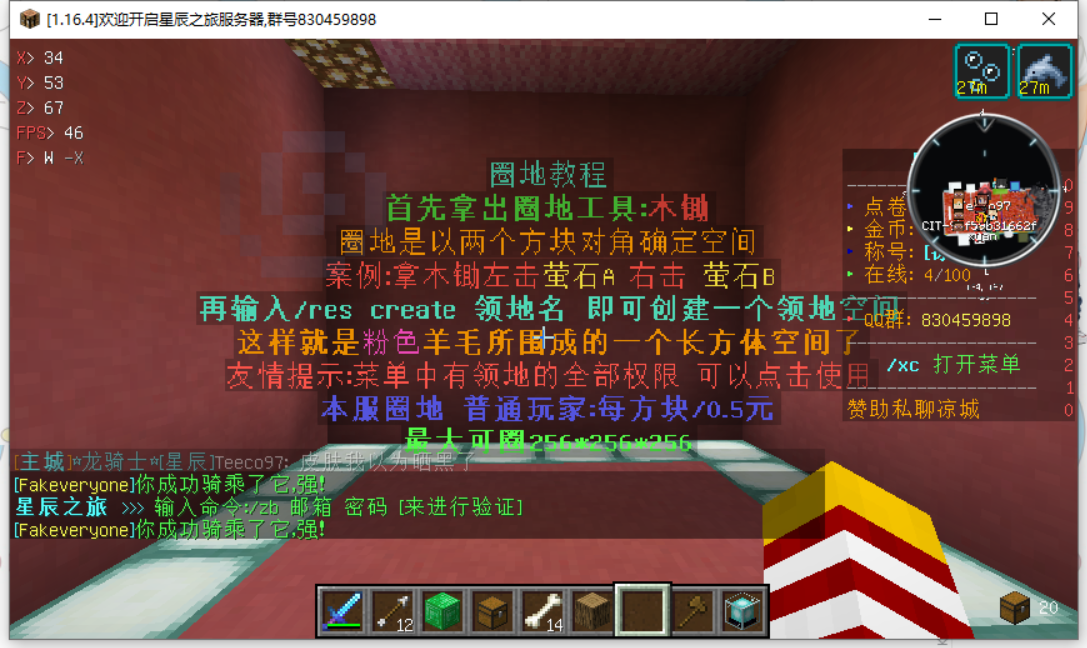 [1.16.4]欢迎开启星辰之旅服务器,群号830459898
X> 34
Y> 53
Z> 67
FPS> 46
F> W -X
27m
27m
圈地教程
首先拿出圈地工具:木锄
圈地是以两个方块对角确定空间
案例:拿木锄左击萤石A 右击 萤石B
再输入/res create 领地名 即可创建一个领地空间
这样就是粉色羊毛所围成的一个长方体空间了
友情提示:菜单中有领地的全部权限 可以点击使用
本服圈地 普通玩家:每方块/0.5元
最大可圈256*256*256
点卷
金币:
称号:
在线: 4/100
QQ群: 830459898
/xc 打开菜单
赞助私聊凉城
0
9
8
7
6
5
4
3
2
1
0
[主城]☆龙骑士☆[星辰]Teeco97: 皮肤我以为晒黑了
[Fakeveryone]你成功骑乘了它,强!
星辰之旅 >>> 输入命令:/zb 邮箱 密码 [来进行验证]
[Fakeveryone]你成功骑乘了它,强!
12
14
20